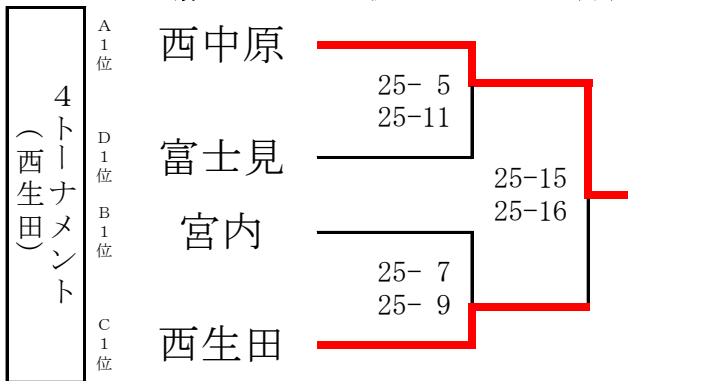 4トーナメント
(西生田)
A1位
西中原
D1位
富士見
B1位
宮内
C1位
西生田
25- 5
25-11
25- 7
25- 9
25-15
25-16